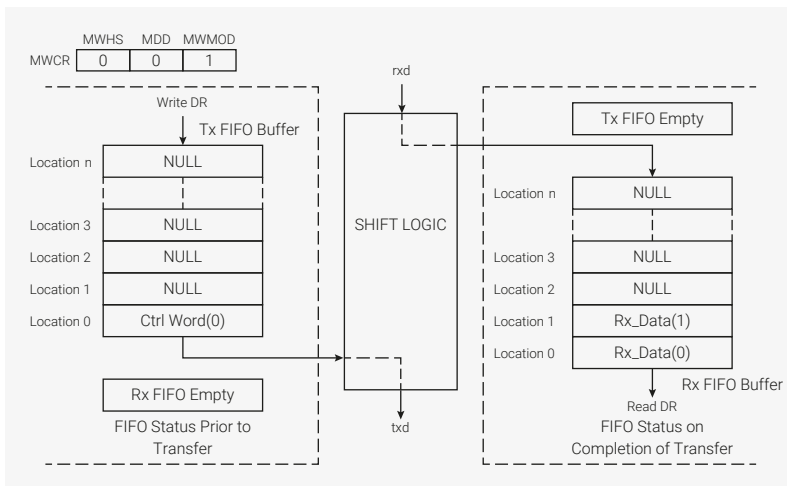 MWHS MDD MWMOD
MWCR 0 0 1
Write DR
Tx FIFO Buffer
Location n NULL
Location 3 NULL
Location 2 NULL
Location 1 NULL
Location 0 Ctrl Word(0)
Rx FIFO Empty
FIFO Status Prior to
Transfer
rxd
SHIFT LOGIC
txd
Tx FIFO Empty
Location n NULL
Location 3 NULL
Location 2 NULL
Location 1 Rx_Data(1)
Location 0 Rx_Data(0)
Rx FIFO Buffer
Read DR
FIFO Status on
Completion of Transfer